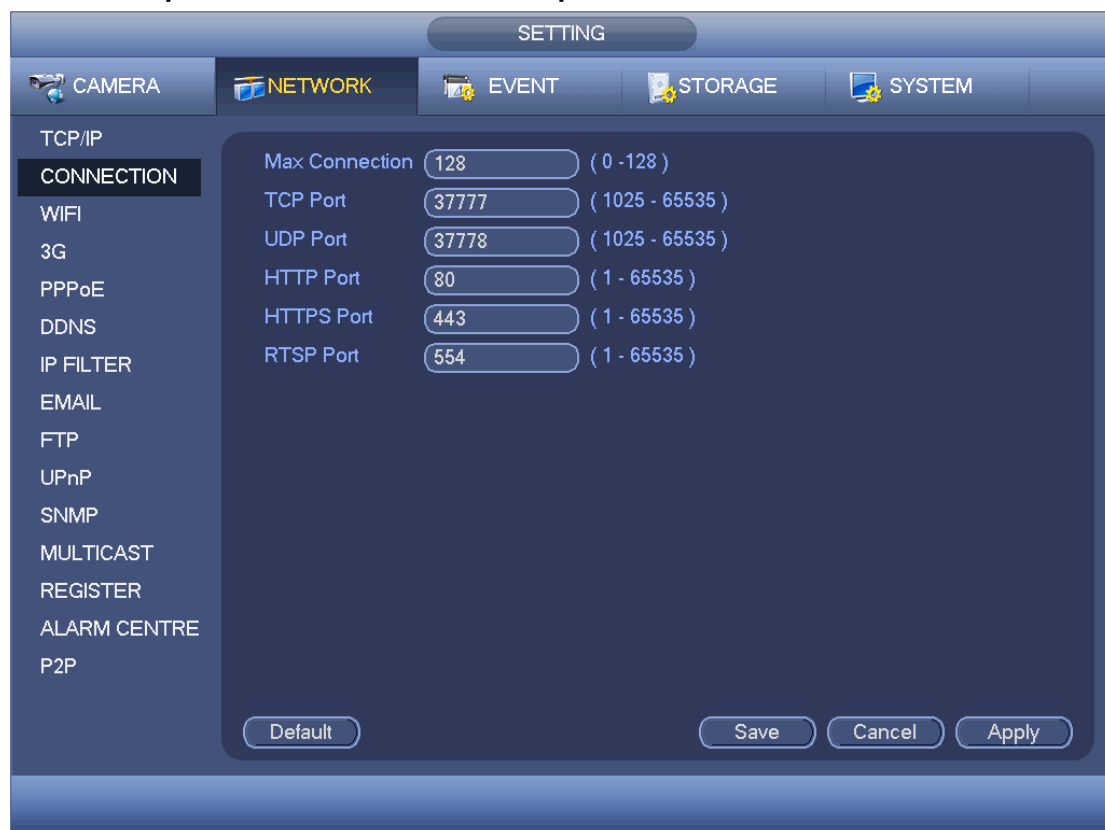 SETTING
CAMERA NETWORK EVENT STORAGE SYSTEM
TCP/IP
CONNECTION
WIFI
3G
PPPoE
DDNS
IP FILTER
EMAIL
FTP
UPnP
SNMP
MULTICAST
REGISTER
ALARM CENTRE
P2P
Max Connection 128 ( 0 -128 )
TCP Port 37777 ( 1025 - 65535 )
UDP Port 37778 ( 1025 - 65535 )
HTTP Port 80 ( 1 - 65535 )
HTTPS Port 443 ( 1 - 65535 )
RTSP Port 554 ( 1 - 65535 )
Default Save Cancel Apply